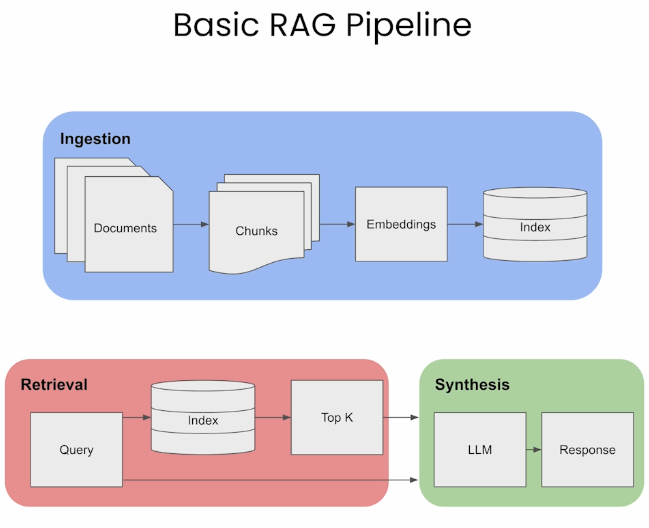 Basic RAG Pipeline
Ingestion
Documents
Chunks
Embeddings
Index
Retrieval
Query
Index
Top K
Synthesis
LLM
Response